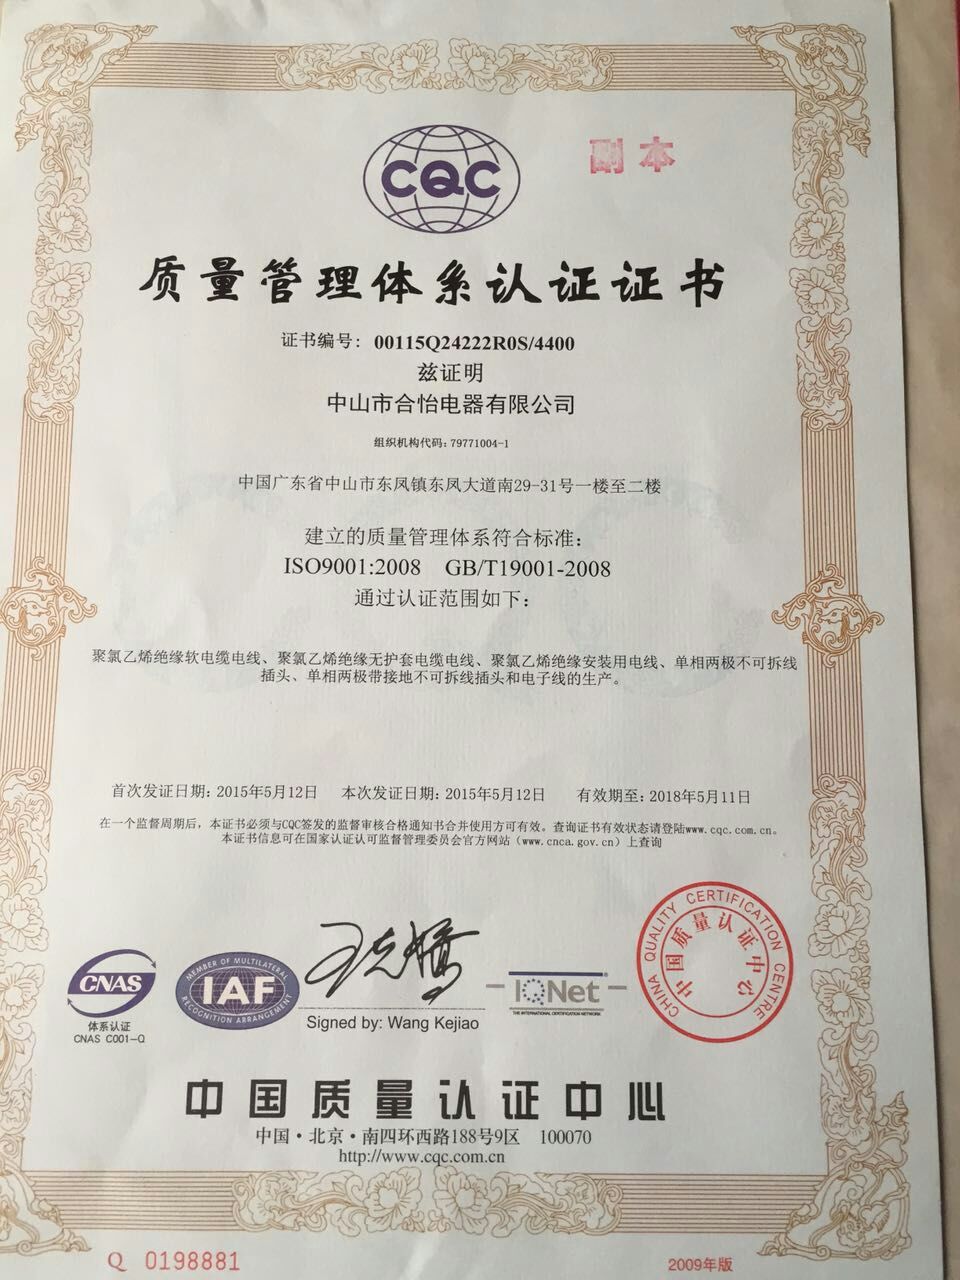 CQC
副本
质量管理体系认证证书
证书编号: 00115Q24222R0S/4400
兹证明
中山市合怡电器有限公司
组织机构代码: 79771004-1
中国广东省中山市东凤镇东凤大道南29-31号一楼至二楼
建立的质量管理体系符合标准:
ISO9001:2008 GB/T19001-2008
通过认证范围如下:
聚氯乙烯绝缘软电缆电线、聚氯乙烯绝缘无护套电缆电线、聚氯乙烯绝缘安装用电线、单相两极不可拆线
插头、单相两极带接地不可拆线插头和电子线的生产。
首次发证日期: 2015年5月12日 本次发证日期: 2015年5月12日 有效期至: 2018年5月11日
在一个监督周期后，本证书必须与CQC签发的监督审核合格通知书合并使用方可有效。查询证书有效状态请登陆www.cqc.com.cn。
本证书信息可在国家认证认可监督管理委员会官方网站（www.cnca.gov.cn）上查询
CNAS
体系认证
CNAS C001-Q
MEMBER OF MULTILATERAL
IAF
RECOGNITION ARRANGEMENT
王克娇
Signed by: Wang Kejiao
IQNet
THE INTERNATIONAL CERTIFICATION NETWORK
CHINA QUALITY CERTIFICATION CENTRE
中国质量认证中心
中国质量认证中心
中国·北京·南四环西路188号9区 100070
http://www.cqc.com.cn
Q 0198881
2009年版